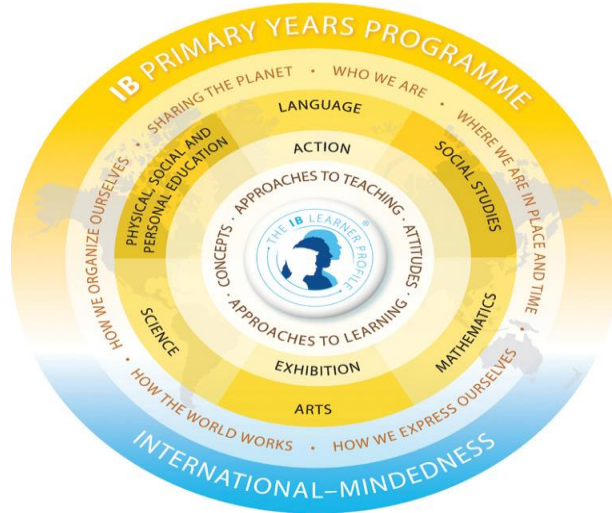 IB PRIMARY YEARS PROGRAMME
SHARING THE PLANET • WHO WE ARE • WHERE WE ARE IN PLACE AND TIME • HOW WE EXPRESS OURSELVES • HOW THE WORLD WORKS • HOW WE ORGANIZE OURSELVES •
LANGUAGE
SOCIAL STUDIES
MATHEMATICS
ARTS
SCIENCE
PHYSICAL, SOCIAL AND
PERSONAL EDUCATION
ACTION
EXHIBITION
APPROACHES TO TEACHING • ATTITUDES • APPROACHES TO LEARNING • CONCEPTS •
THE IB LEARNER PROFILE
®
INTERNATIONAL–MINDEDNESS